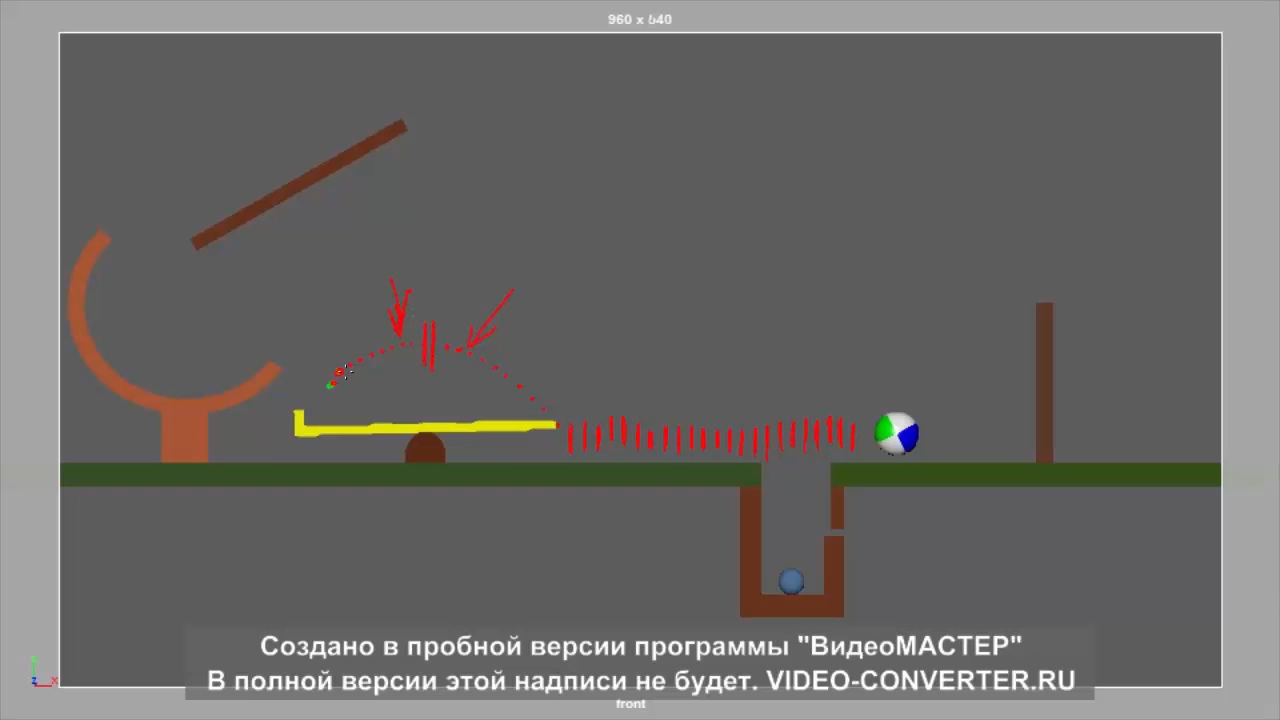 960 x 640
Создано в пробной версии программы "ВидеоМАСТЕР"
В полной версии этой надписи не будет. VIDEO-CONVERTER.RU
front